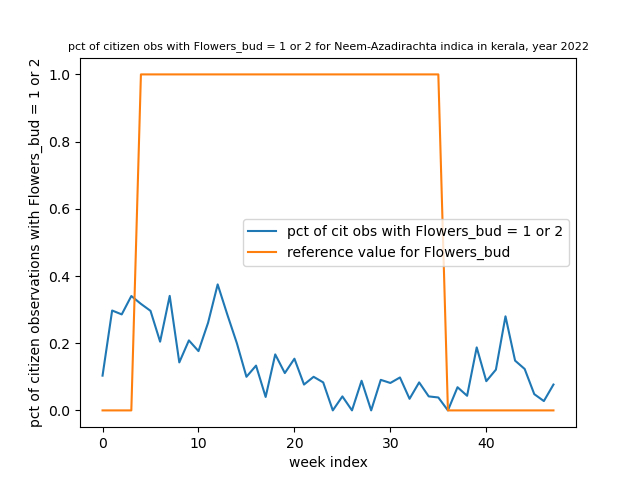 pct of citizen obs with Flowers_bud = 1 or 2 for Neem-Azadirachta indica in kerala, year 2022
pct of citizen observations with Flowers_bud = 1 or 2
1.0
0.8
0.6
0.4
0.2
0.0
pct of cit obs with Flowers_bud = 1 or 2
reference value for Flowers_bud
0 10 20 30 40
week index